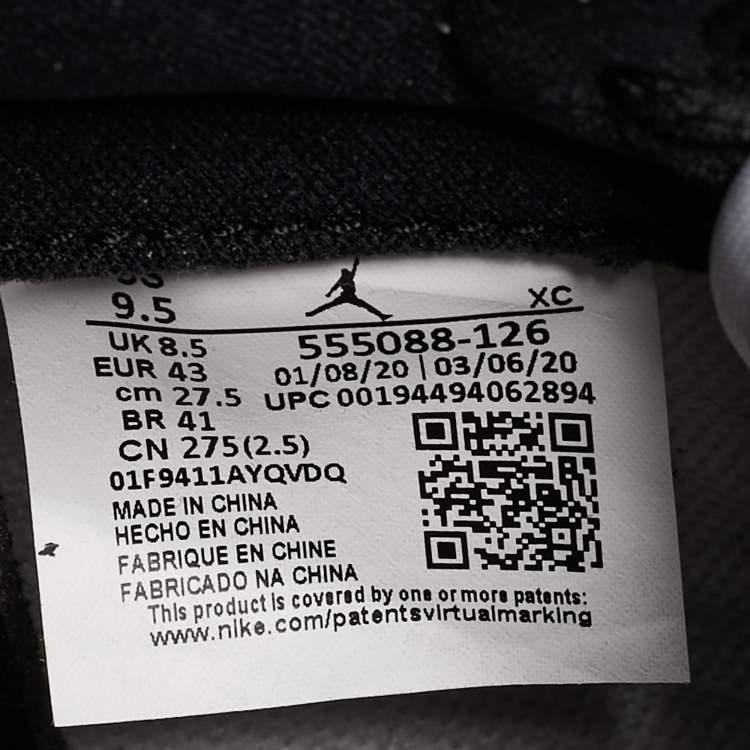 9.5
XC
UK 8.5
555088-126
EUR 43
01/08/20 | 03/06/20
cm 27.5
UPC 00194494062894
BR 41
CN 275(2.5)
01F9411AYQVDQ
MADE IN CHINA
HECHO EN CHINA
FABRIQUE EN CHINE
FABRICADO NA CHINA
This product is covered by one or more patents:
www.nike.com/patentsvirtualmarking